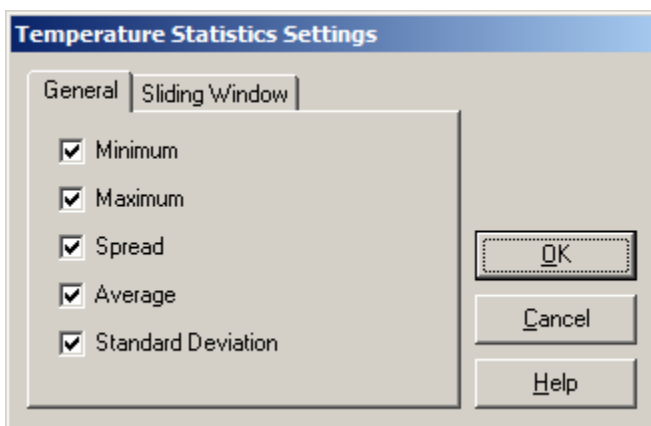 Temperature Statistics Settings
General
Sliding Window
Minimum
Maximum
Spread
Average
Standard Deviation
OK
Cancel
Help